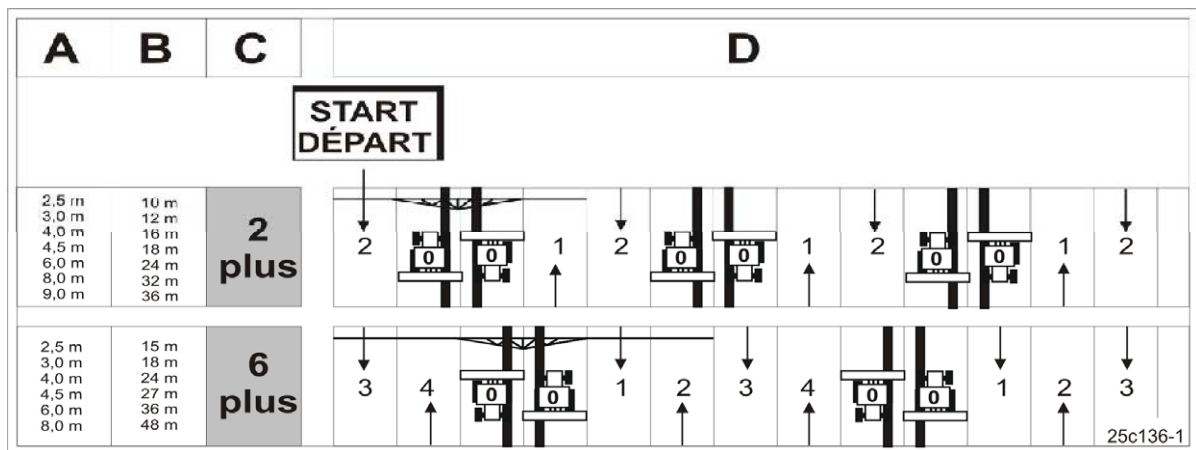 A B C D
START
DÉPART
2,5 m 10 m
3,0 m 12 m
4,0 m 16 m
4,5 m 18 m
6,0 m 24 m
8,0 m 32 m
9,0 m 36 m
2
plus
2 0 0 1 2 0 0 1 2 0 0 1 2
2,5 m 15 m
3,0 m 18 m
4,0 m 24 m
4,5 m 27 m
6,0 m 36 m
8,0 m 48 m
6
plus
3 4 0 0 1 2 3 4 0 0 1 2 3
25c136-1